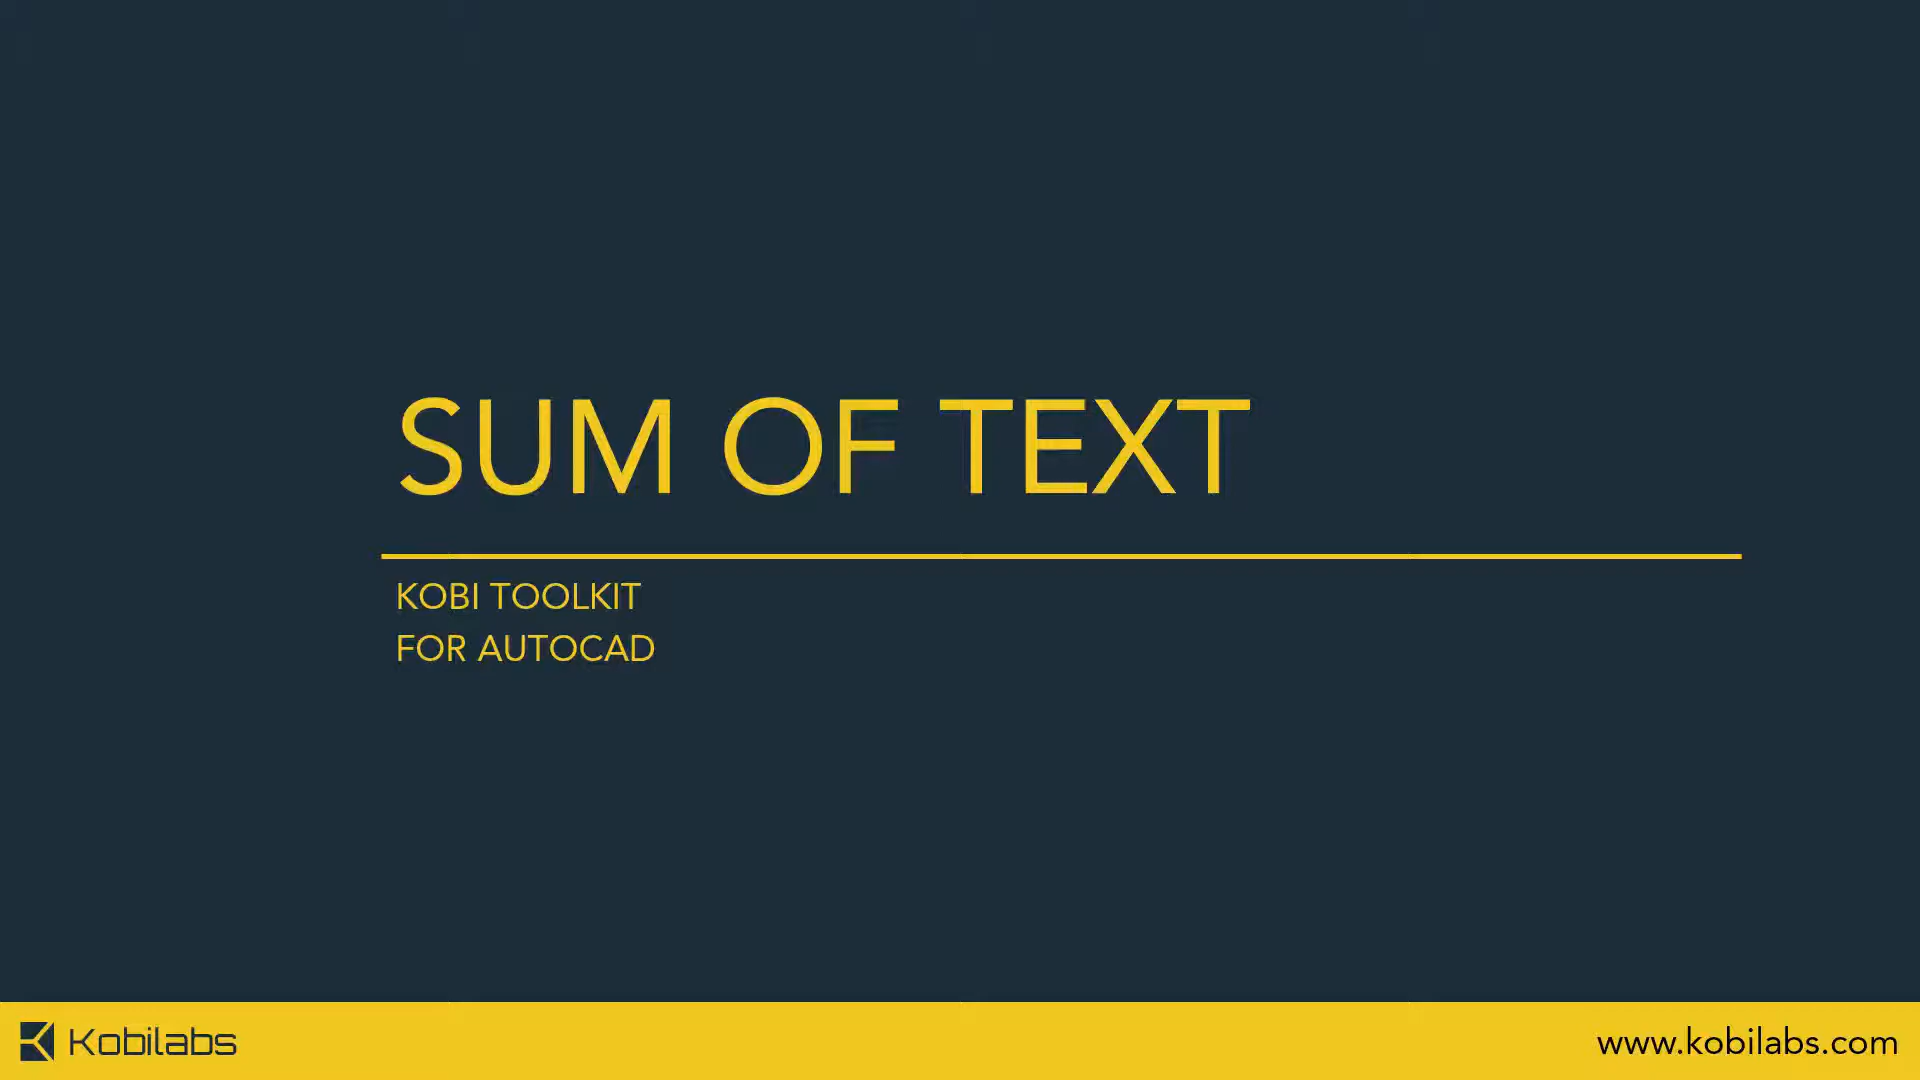 SUM OF TEXT
KOBI TOOLKIT
FOR AUTOCAD
Kobilabs
www.kobilabs.com